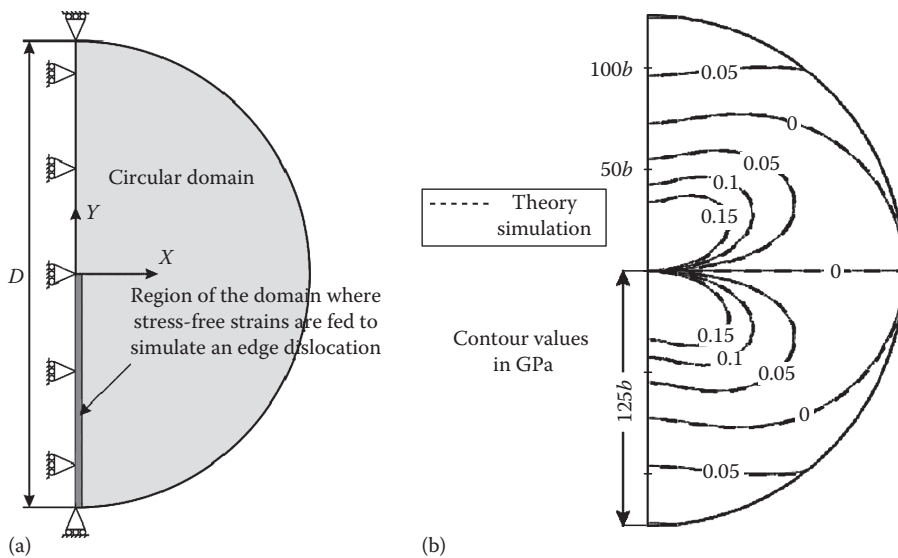 D
Y
X
Circular domain
Region of the domain where
stress-free strains are fed to
simulate an edge dislocation
(a)
100b
50b
0.05
0
0.05
0.1
0.15
0
0.15
0.1
0.05
0
0.05
Theory
simulation
Contour values
in GPa
125b
(b)